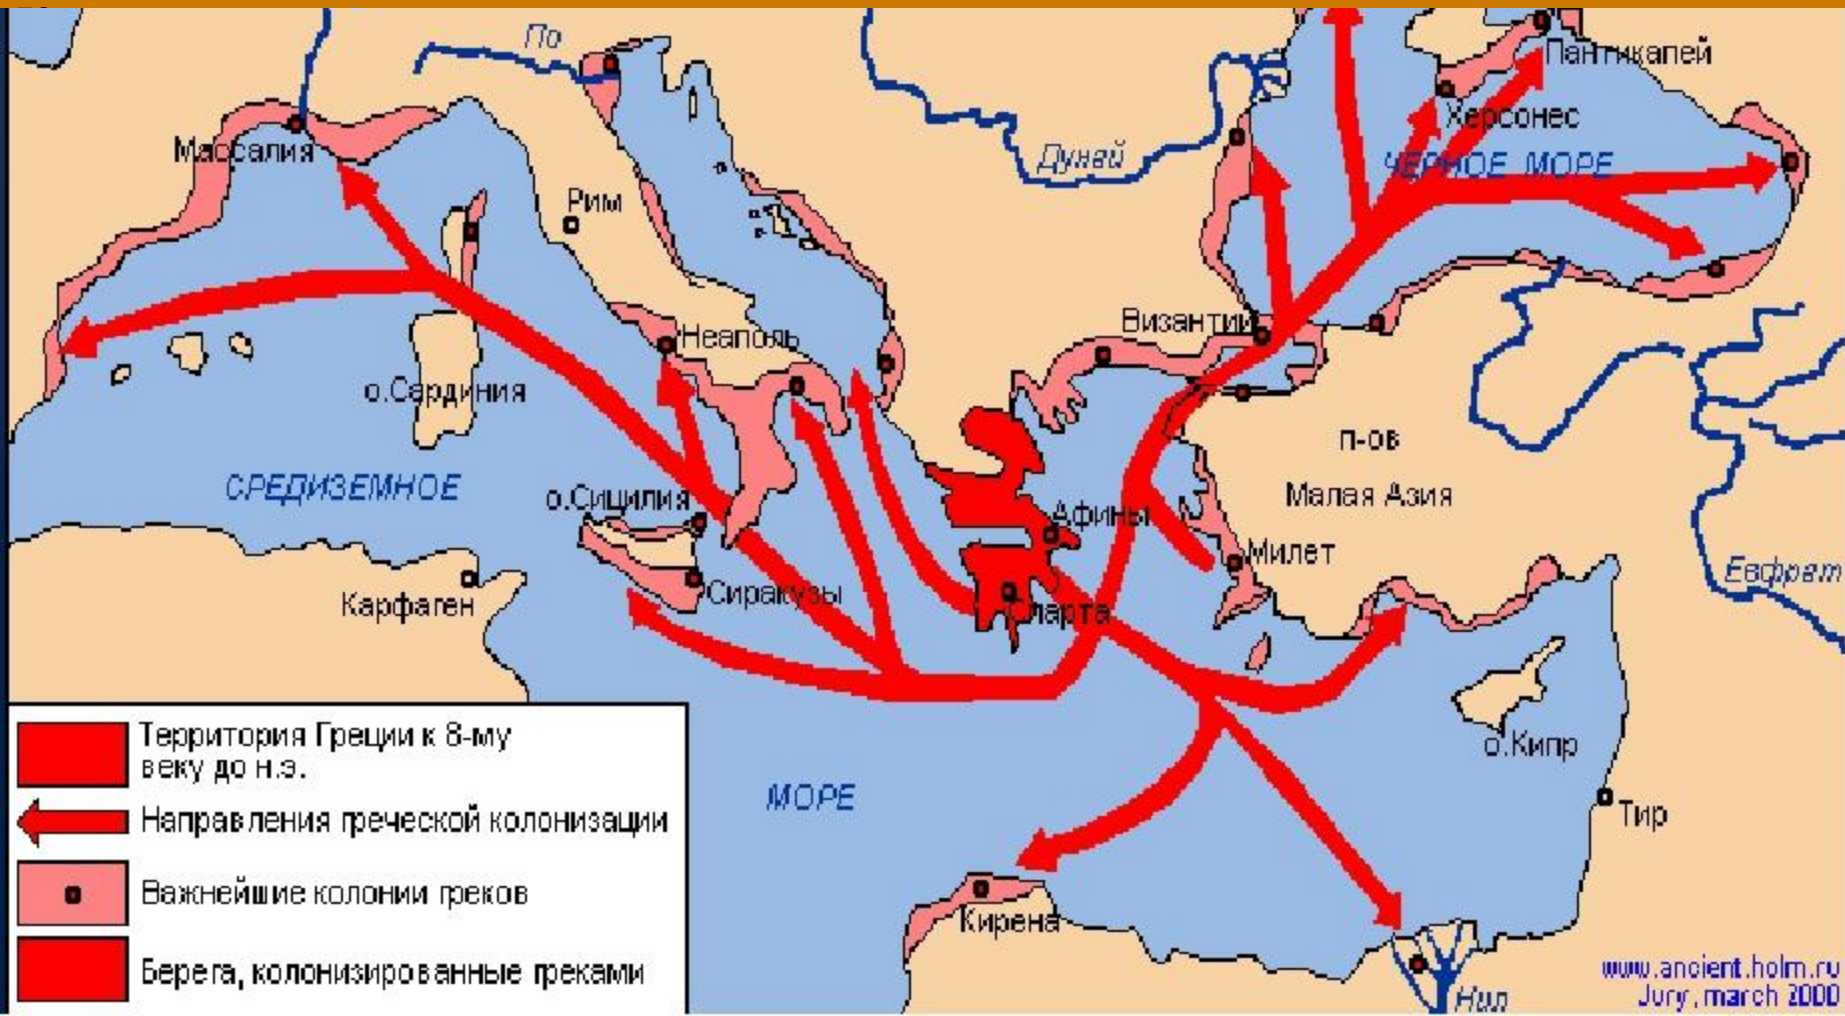 По
Пантикапей
Херсонес
Массалия
Дунай
ЧЕРНОЕ МОРЕ
Рим
Византий
Неаполь
о.Сардиния
п-ов
Малая Азия
СРЕДИЗЕМНОЕ
о.Сицилия
Афины
Милет
Евфрат
Карфаген
Сиракузы
Спарта
о.Кипр
МОРЕ
Тир
Кирена
Нил
Территория Греции к 8-му
веку до н.э.
Направления греческой колонизации
Важнейшие колонии греков
Берега, колонизированные греками
www.ancient.holm.ru
Jury, march 2000